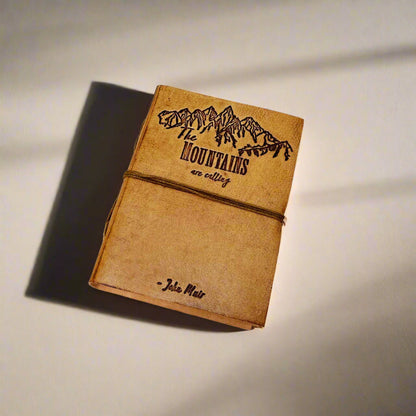 The
MOUNTAINS
are calling
- John Muir